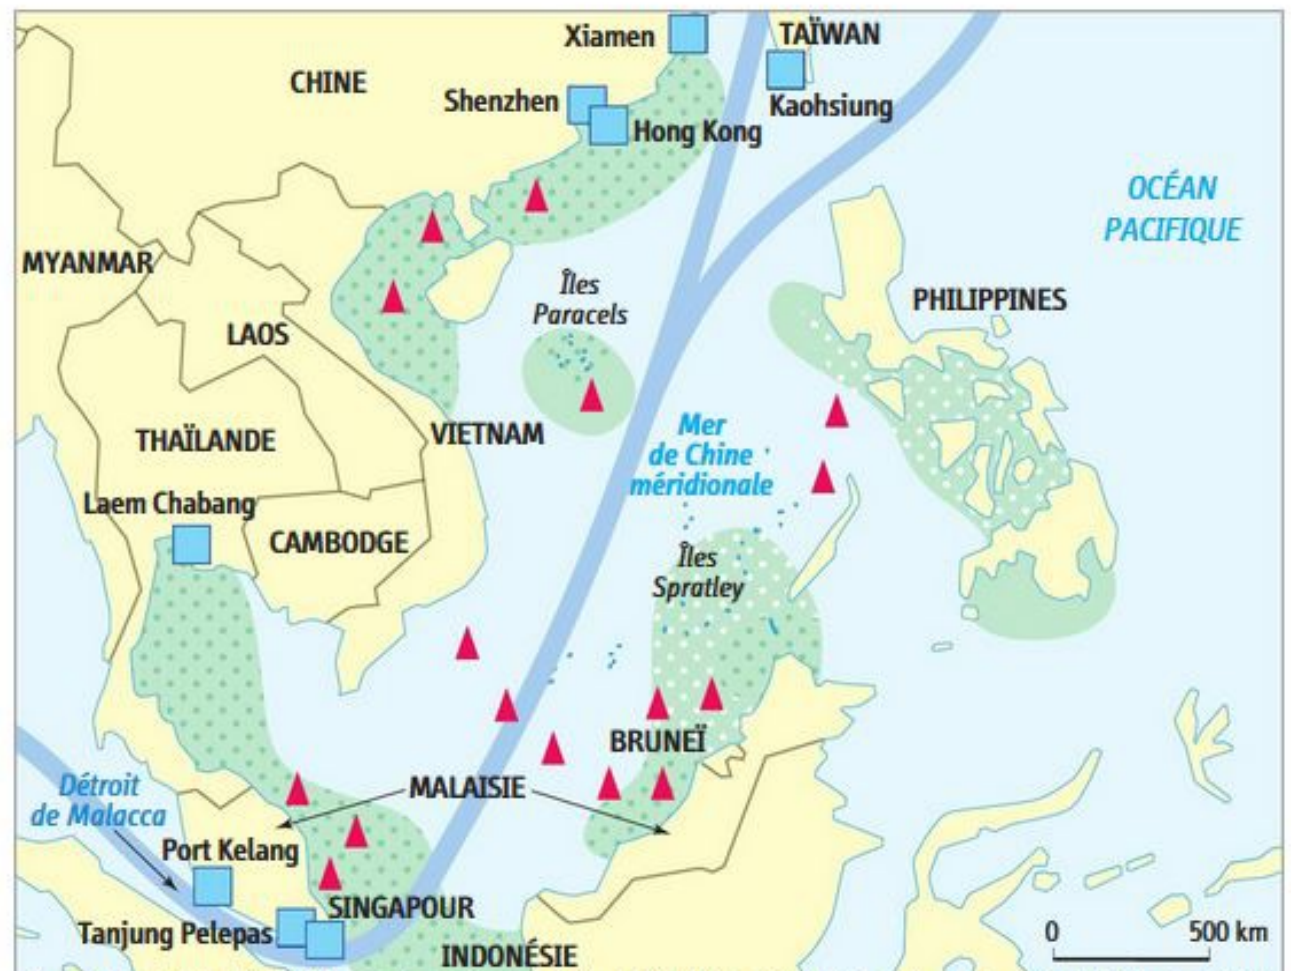 Xiamen
TAÏWAN
CHINE
Shenzhen
Kaohsiung
Hong Kong
OCÉAN
PACIFIQUE
MYANMAR
Îles
Paracels
PHILIPPINES
LAOS
VIETNAM
Mer
de Chine
méridionale
THAÏLANDE
Laem Chabang
CAMBODGE
Îles
Spratley
BRUNEÏ
Détroit
de Malacca
MALAISIE
Port Kelang
SINGAPOUR
Tanjung Pelepas
INDONÉSIE
0 500 km